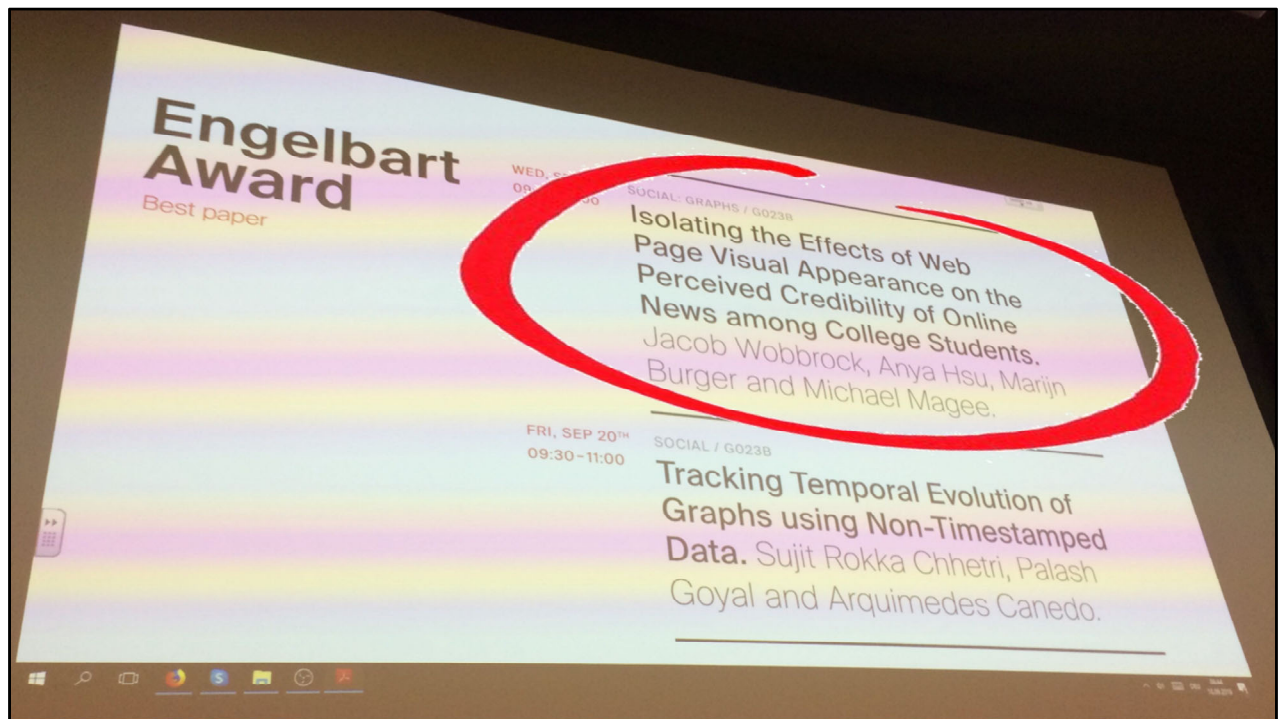 Engelbart
Award
Best paper
WED,
09:
00
SOCIAL: GRAPHS / G023B
Isolating the Effects of Web
Page Visual Appearance on the
Perceived Credibility of Online
News among College Students.
Jacob Wobbrock, Anya Hsu, Marijn
Burger and Michael Magee.
FRI, SEP 20TH
09:30–11:00
SOCIAL / G023B
Tracking Temporal Evolution of
Graphs using Non-Timestamped
Data. Sujit Rokka Chhetri, Palash
Goyal and Arquimedes Canedo.